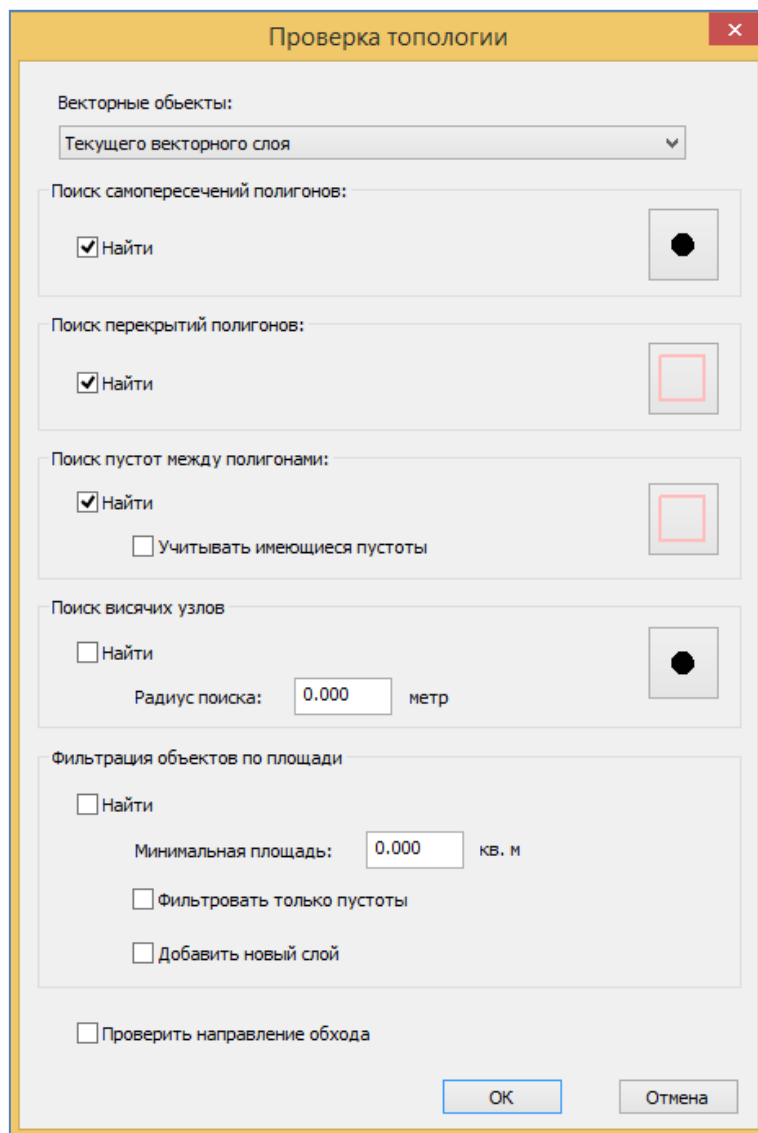 Проверка топологии
Векторные обьекты:
Текущего векторного слоя
Поиск самопересечений полигонов:
Найти
Поиск перекрытий полигонов:
Найти
Поиск пустот между полигонами:
Найти
Учитывать имеющиеся пустоты
Поиск висячих узлов
Найти
Радиус поиска: 0.000 метр
Фильтрация объектов по площади
Найти
Минимальная площадь: 0.000 кв. м
Фильтровать только пустоты
Добавить новый слой
Проверить направление обхода
ОК Отмена